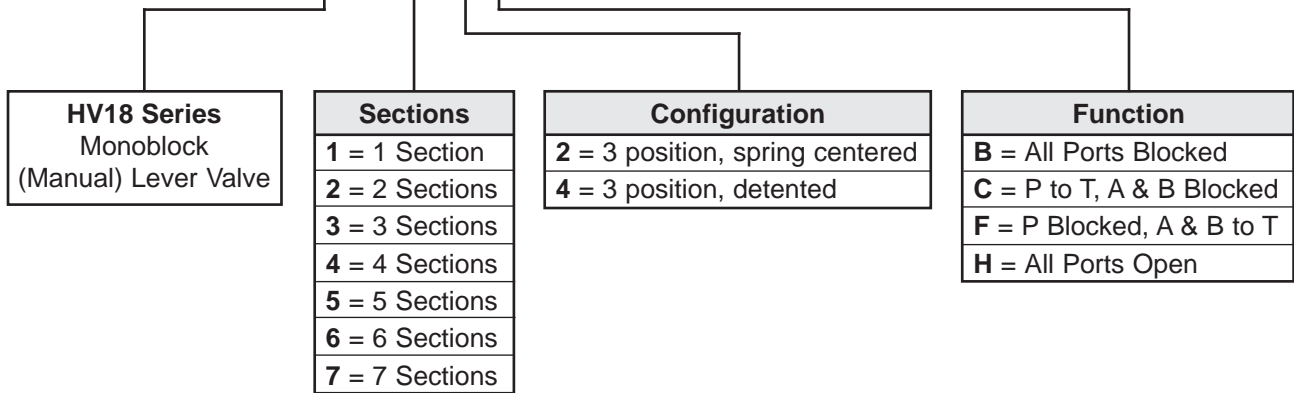 HV18 Series
Monoblock
(Manual) Lever Valve
Sections
1 = 1 Section
2 = 2 Sections
3 = 3 Sections
4 = 4 Sections
5 = 5 Sections
6 = 6 Sections
7 = 7 Sections
Configuration
2 = 3 position, spring centered
4 = 3 position, detented
Function
B = All Ports Blocked
C = P to T, A & B Blocked
F = P Blocked, A & B to T
H = All Ports Open